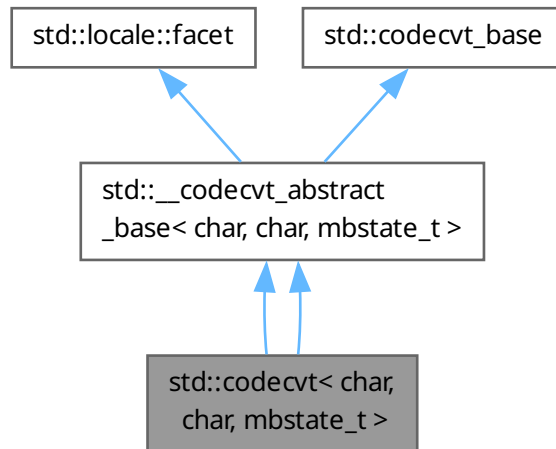 std::locale::facet
std::codecvt_base
std::__codecvt_abstract
_base< char, char, mbstate_t >
std::codecvt< char,
char, mbstate_t >